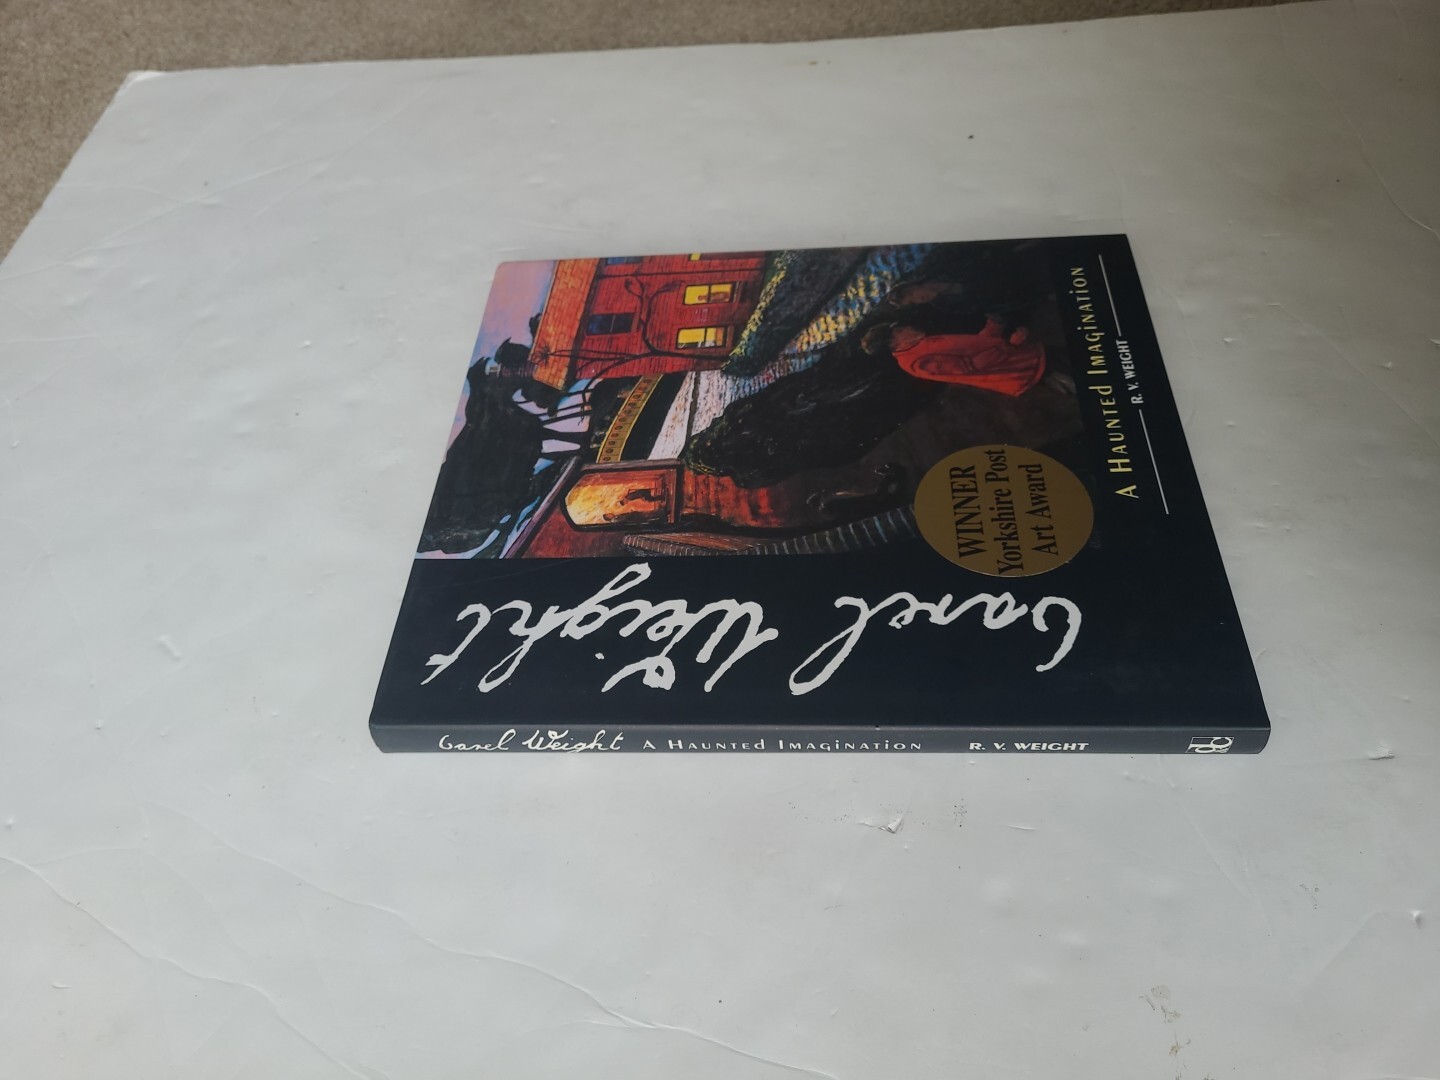 Carel Weight
WINNER
Yorkshire Post
Art Award
A HAUNTEd IMAGiNATiON
R. V. WEIGHT
Carel Weight A HAUNTEd IMAGiNATiON R. V. WEIGHT